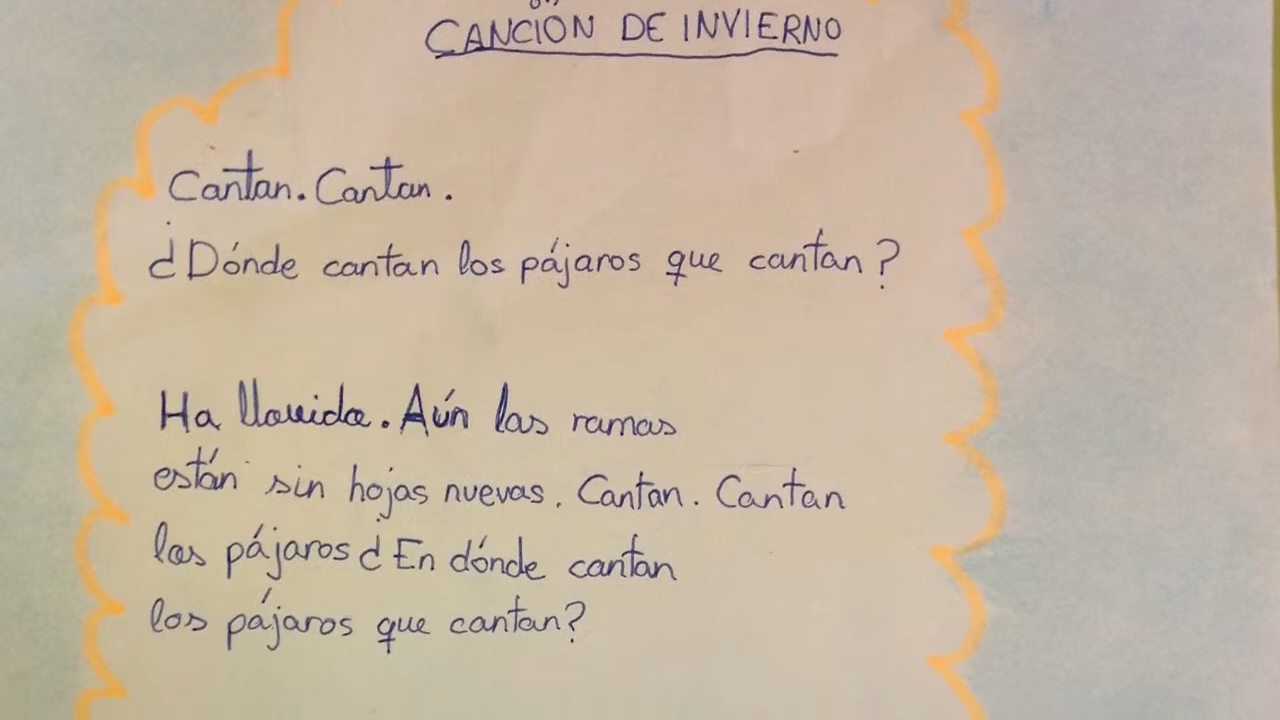 CANCIÓN DE INVIERNO
Cantan. Cantan.
¿Dónde cantan los pájaros que cantan?
Ha llovido. Aún las ramas
están sin hojas nuevas. Cantan. Cantan
los pájaros ¿En dónde cantan
los pájaros que cantan?